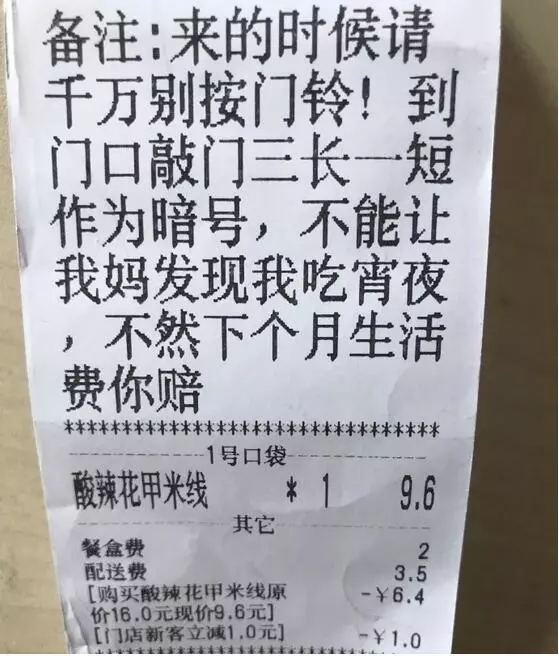 备注:来的时候请
千万别按门铃！到
门口敲门三长一短
作为暗号，不能让
我妈发现我吃宵夜
，不然下个月生活
费你赔
********************************
1号口袋
酸辣花甲米线 * 1 9.6
其它
餐盒费 2
配送费 3.5
[购买酸辣花甲米线原 -￥6.4
价16.0元现价9.6元]
[门店新客立减1.0元] -￥1.0